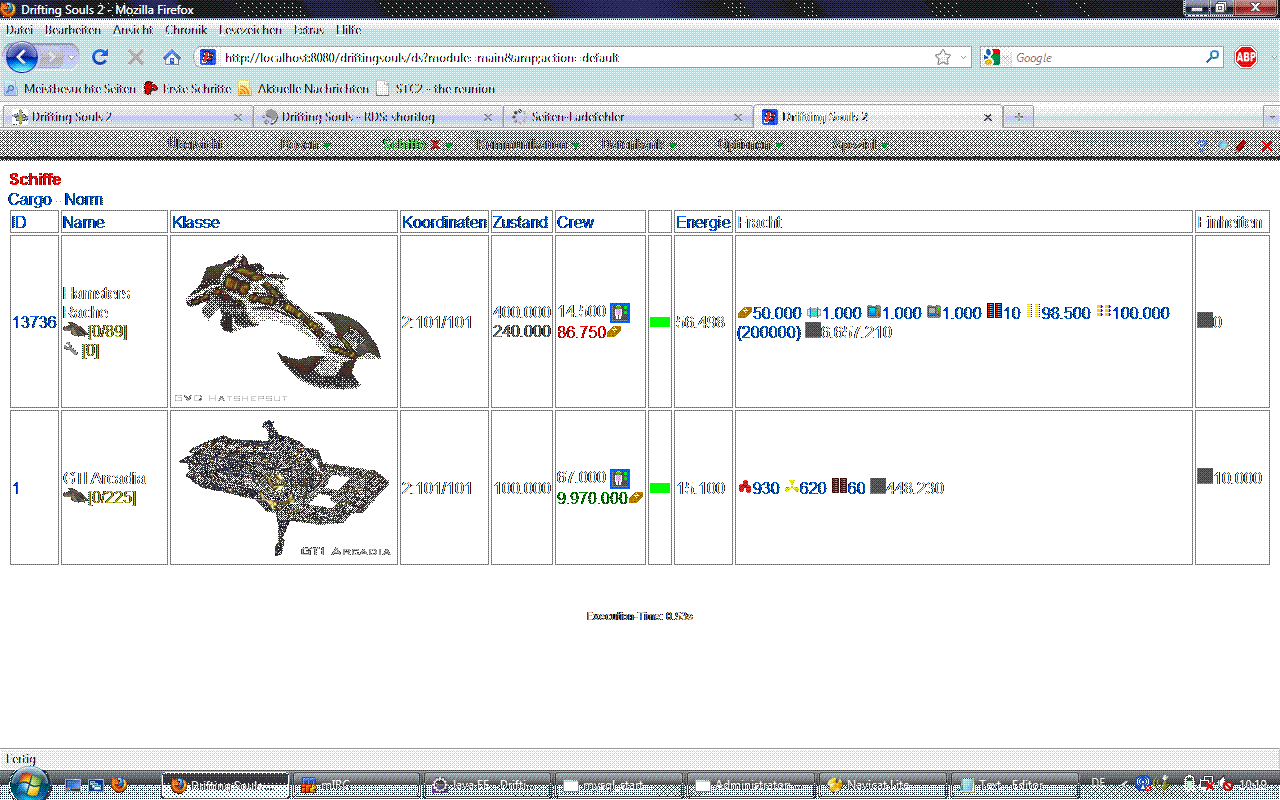 Drifting Souls 2 - Mozilla Firefox
Datei Bearbeiten Ansicht Chronik Lesezeichen Extras Hilfe
http://localhost:8080/driftingsouls/ds?module=main&amp;action=default Google ABP
Meistbesuchte Seiten Erste Schritte Aktuelle Nachrichten STC2 - the reunion
Drifting Souls 2 Drifting Souls - RDS: shortlog Seiten-Ladefehler Drifting Souls 2
Übersicht Schiffe Kommunikation Datenbank Optionen Spezial
Schiffe
Cargo - Norm
ID Name Klasse Koordinaten Zustand Crew Energie Fracht Einheiten
13736 Hamsters Rache [0/89] [0] GVD HATSHEPSUT 2:101/101 400.000 240.000 14.500 86.750 56.498 50.000 1.000 1.000 1.000 10 98.500 100.000 (200000) 6.657.210 0
1 GTI Arcadia [0/225] GTI ARCADIA 2:101/101 100.000 67.000 9.970.000 15.100 930 620 60 448.230 10.000
Execution-Time: 0.53s
Fertig
Drifting Souls mIRC Java EE - Drift... mysql_start Administrator... Navicat Lite Text - Editor DE 10:19